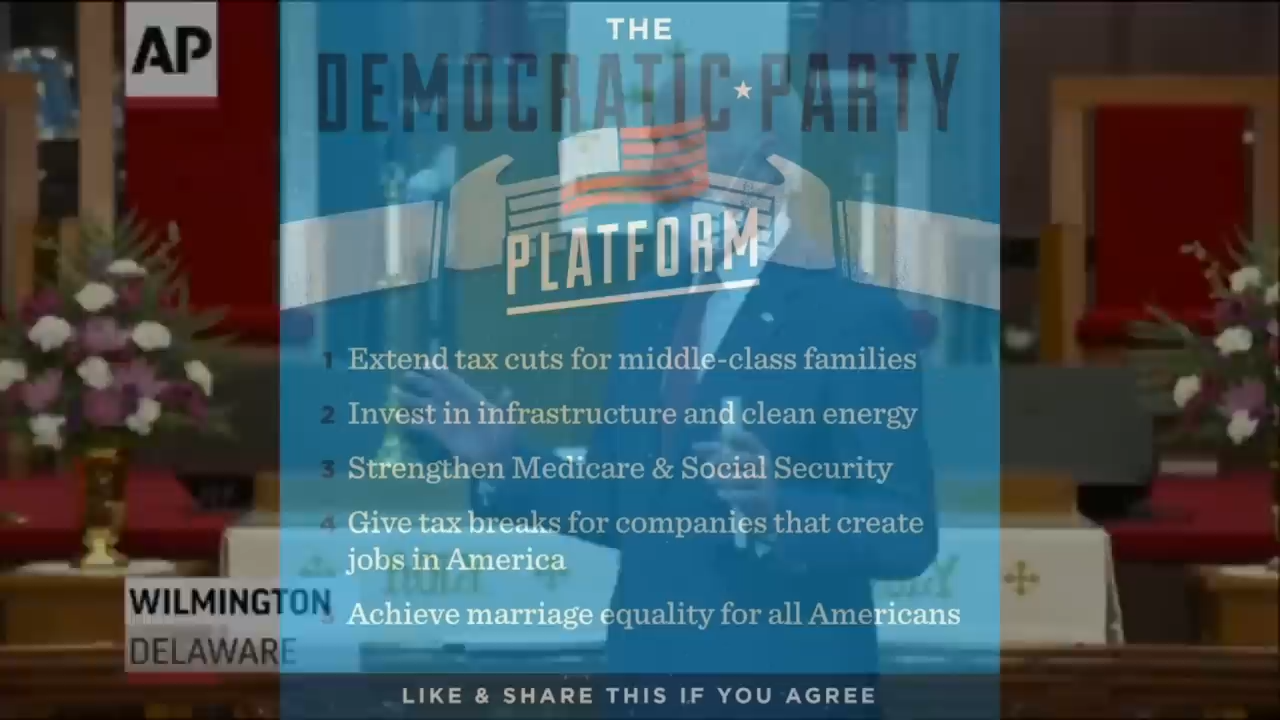 AP
THE
DEMOCRATIC PARTY
PLATFORM
1 Extend tax cuts for middle-class families
2 Invest in infrastructure and clean energy
3 Strengthen Medicare & Social Security
4 Give tax breaks for companies that create
jobs in America
5 Achieve marriage equality for all Americans
WILMINGTON
DELAWARE
LIKE & SHARE THIS IF YOU AGREE